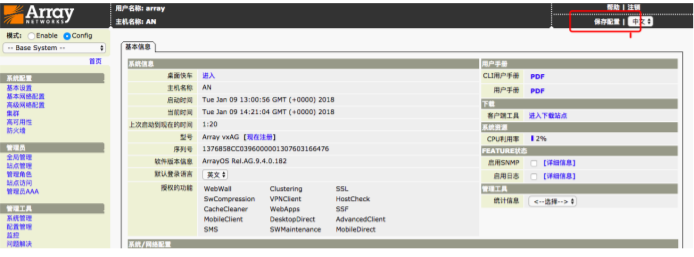 Array
NETWORKS
用户名称: array
主机名称: AN
帮助 | 注销
保存配置 | 中文
模式: Enable Config
-- Base System --
首页
系统配置
基本设置
基本网络配置
高级网络配置
集群
高可用性
防火墙
管理员
全局管理
站点管理
管理角色
站点访问
管理员AAA
管理工具
系统管理
配置管理
监控
问题解决
基本信息
系统信息
桌面快车 进入
主机名称 AN
启动时间 Tue Jan 09 13:00:56 GMT (+0000) 2018
当前时间 Tue Jan 09 14:21:04 GMT (+0000) 2018
上次启动到现在的时间 1:20
型号 Array vxAG [现在注册]
序列号 1376858CC0396000001307603166476
软件版本信息 ArrayOS Rel.AG.9.4.0.182
默认登录语言 英文
授权的功能 WebWall Clustering SSL
SwCompression VPNClient HostCheck
CacheCleaner WebApps SSF
MobileClient DesktopDirect AdvancedClient
SMS SWMaintenance MobileDirect
系统/网络配置
用户手册
CLI用户手册 PDF
用户手册 PDF
下载
客户端工具 进入下载站点
系统资源
CPU利用率 2%
FEATURE状态
启用SNMP [详细信息]
启用日志 [详细信息]
管理工具
统计信息 <--选择-->